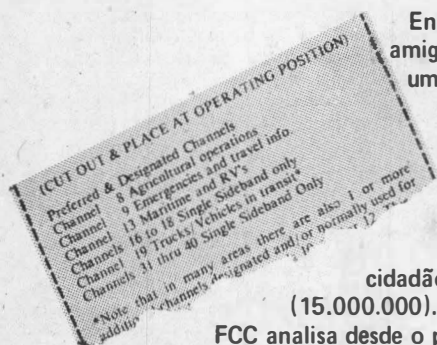 En
amig
um
(CUT OUT & PLACE AT OPERATING POSITION)
Preferred & Designated Channels
Channel 8 Agricultural operations
Channel 9 Emergencies and travel info.
Channel 13 Maritime and RV's
Channels 16 to 18 Single Sideband only
Channel 19 Trucks/Vehicles in transit*
Channels 31 thru 40 Single Sideband Only
*Note that in many areas there are also 1 or more
channels designated and/or normally used for
12
cidadão
(15.000.000).
FCC analisa desde o p